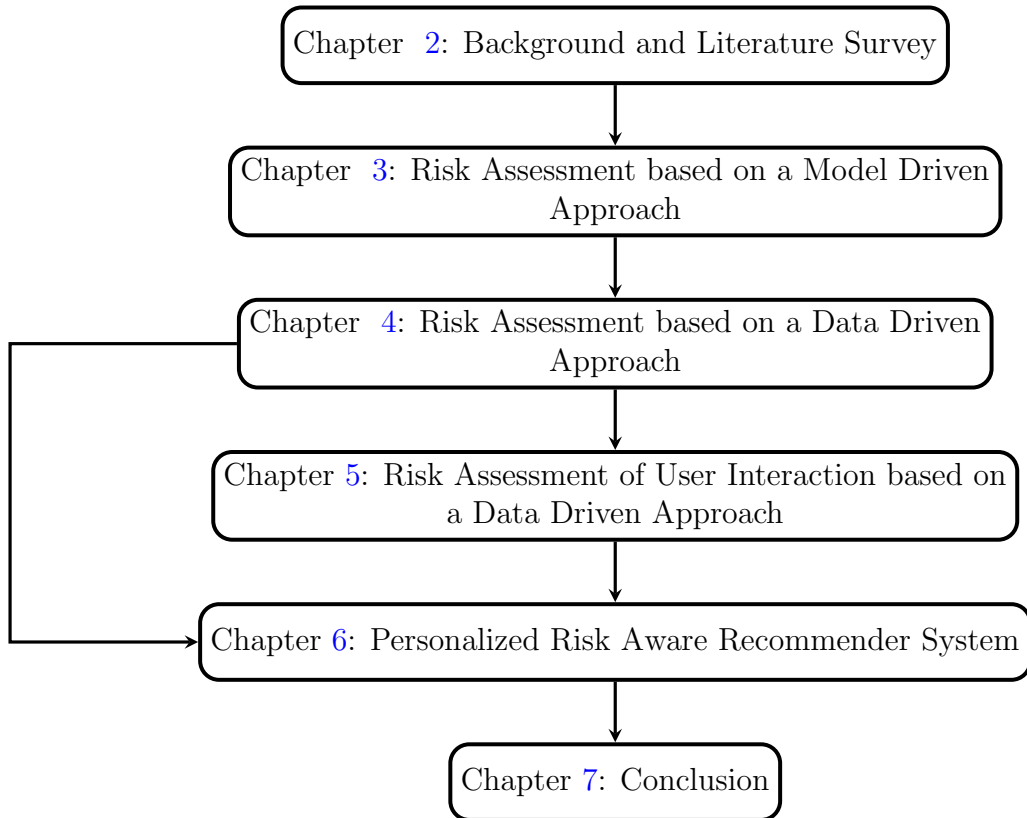 Chapter 2: Background and Literature Survey
Chapter 3: Risk Assessment based on a Model Driven
Approach
Chapter 4: Risk Assessment based on a Data Driven
Approach
Chapter 5: Risk Assessment of User Interaction based on
a Data Driven Approach
Chapter 6: Personalized Risk Aware Recommender System
Chapter 7: Conclusion